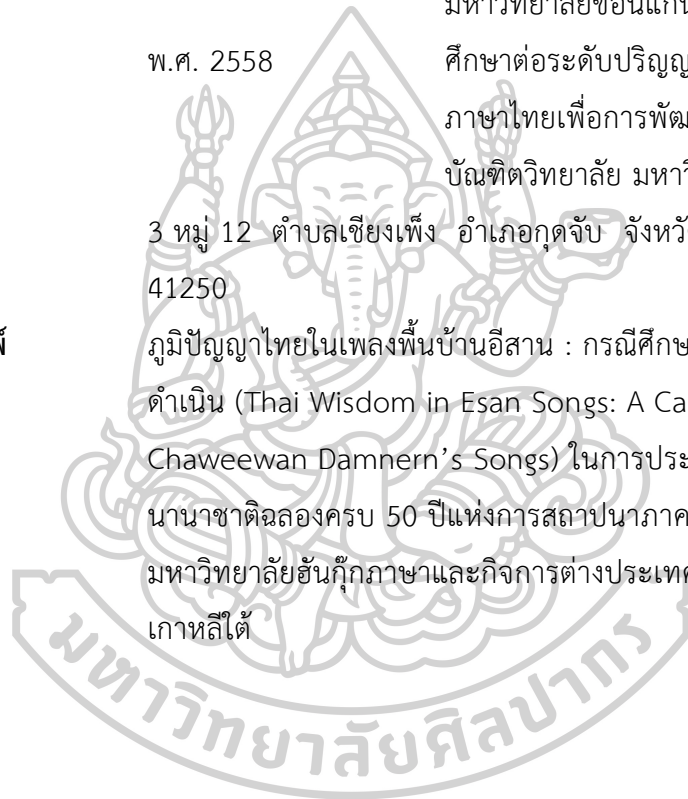 มหาวิทยาลัยขอนแก่น
พ.ศ. 2558 ศึกษาต่อระดับปริญญ
ภาษาไทยเพื่อการพัฒ
บัณฑิตวิทยาลัย มหาวิ
3 หมู่ 12 ตำบลเชียงเพ็ง อำเภอกุดจับ จังหวั
41250
ภูมิปัญญาไทยในเพลงพื้นบ้านอีสาน : กรณีศึกษ
ดำเนิน (Thai Wisdom in Esan Songs: A Ca
Chaweewan Damnern's Songs) ในการประ
นานาชาติฉลองครบ 50 ปีแห่งการสถาปนาภาค
มหาวิทยาลัยฮันกุ๊กภาษาและกิจการต่างประเทศ
เกาหลีใต้
มหาวิทยาลัยศิลปากร